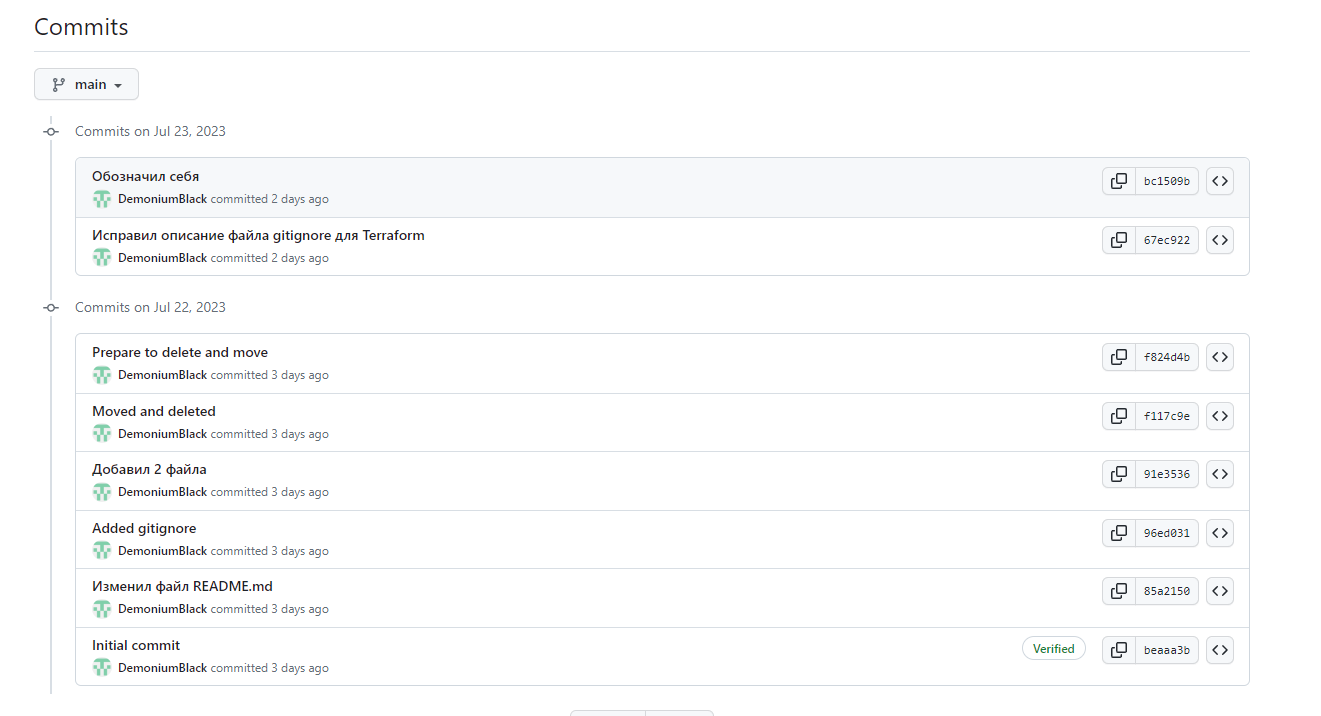 Commits
main
Commits on Jul 23, 2023
Обозначил себя
bc1509b
DemoniumBlack committed 2 days ago
Исправил описание файла gitignore для Terraform
67ec922
DemoniumBlack committed 2 days ago
Commits on Jul 22, 2023
Prepare to delete and move
f824d4b
DemoniumBlack committed 3 days ago
Moved and deleted
f117c9e
DemoniumBlack committed 3 days ago
Добавил 2 файла
91e3536
DemoniumBlack committed 3 days ago
Added gitignore
96ed031
DemoniumBlack committed 3 days ago
Изменил файл README.md
85a2150
DemoniumBlack committed 3 days ago
Initial commit
Verified
beaaa3b
DemoniumBlack committed 3 days ago